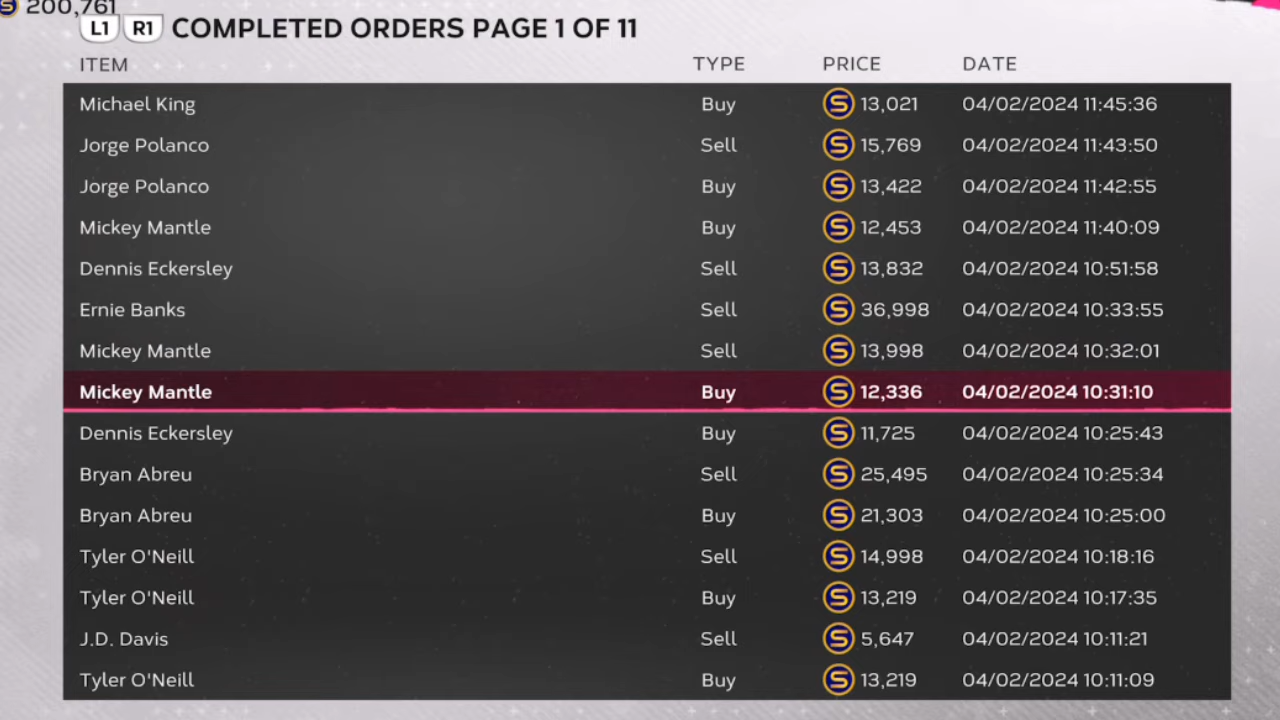 200,761
L1 R1 COMPLETED ORDERS PAGE 1 OF 11
ITEM TYPE PRICE DATE
Michael King Buy 13,021 04/02/2024 11:45:36
Jorge Polanco Sell 15,769 04/02/2024 11:43:50
Jorge Polanco Buy 13,422 04/02/2024 11:42:55
Mickey Mantle Buy 12,453 04/02/2024 11:40:09
Dennis Eckersley Sell 13,832 04/02/2024 10:51:58
Ernie Banks Sell 36,998 04/02/2024 10:33:55
Mickey Mantle Sell 13,998 04/02/2024 10:32:01
Mickey Mantle Buy 12,336 04/02/2024 10:31:10
Dennis Eckersley Buy 11,725 04/02/2024 10:25:43
Bryan Abreu Sell 25,495 04/02/2024 10:25:34
Bryan Abreu Buy 21,303 04/02/2024 10:25:00
Tyler O'Neill Sell 14,998 04/02/2024 10:18:16
Tyler O'Neill Buy 13,219 04/02/2024 10:17:35
J.D. Davis Sell 5,647 04/02/2024 10:11:21
Tyler O'Neill Buy 13,219 04/02/2024 10:11:09